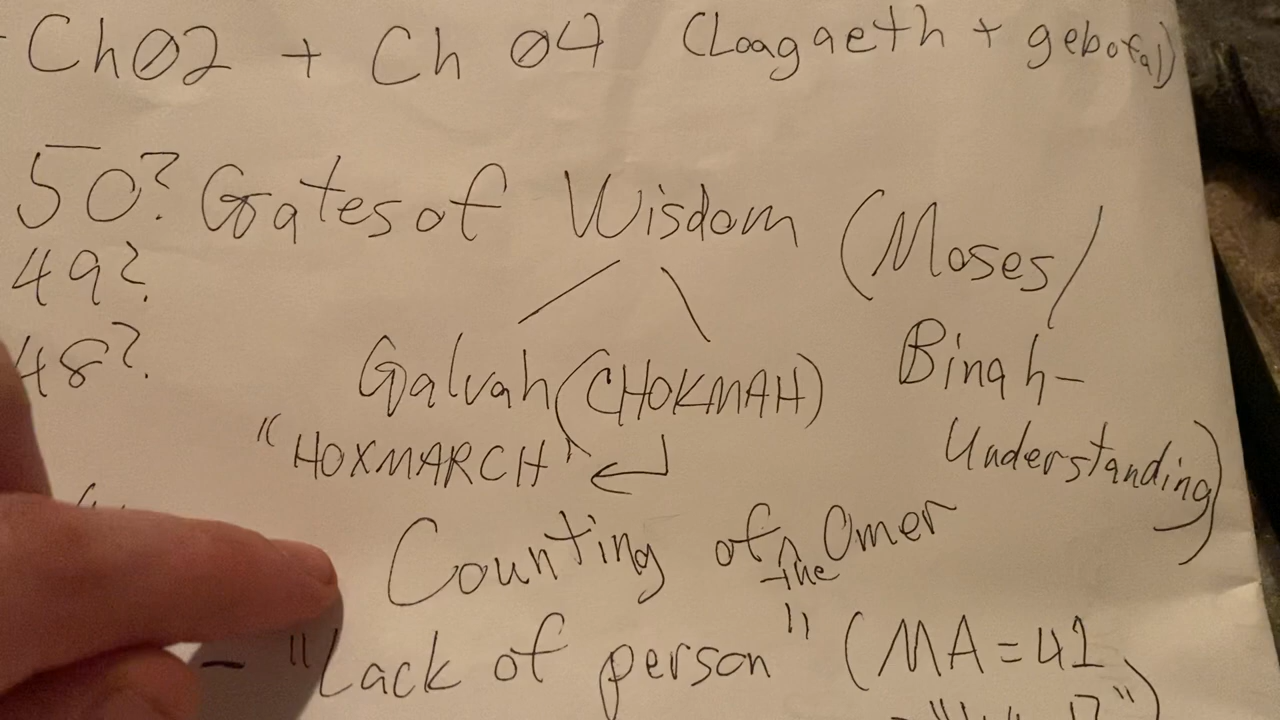 Ch02 + Ch 04 (Loagaeth + gebofal)
50? Gates of Wisdom (Moses/
49?
48?
Binah-
Galvah (CHOKMAH)
Understanding)
"HOXMARCH"
Counting of the Omer
- "Lack of person" (MA=41